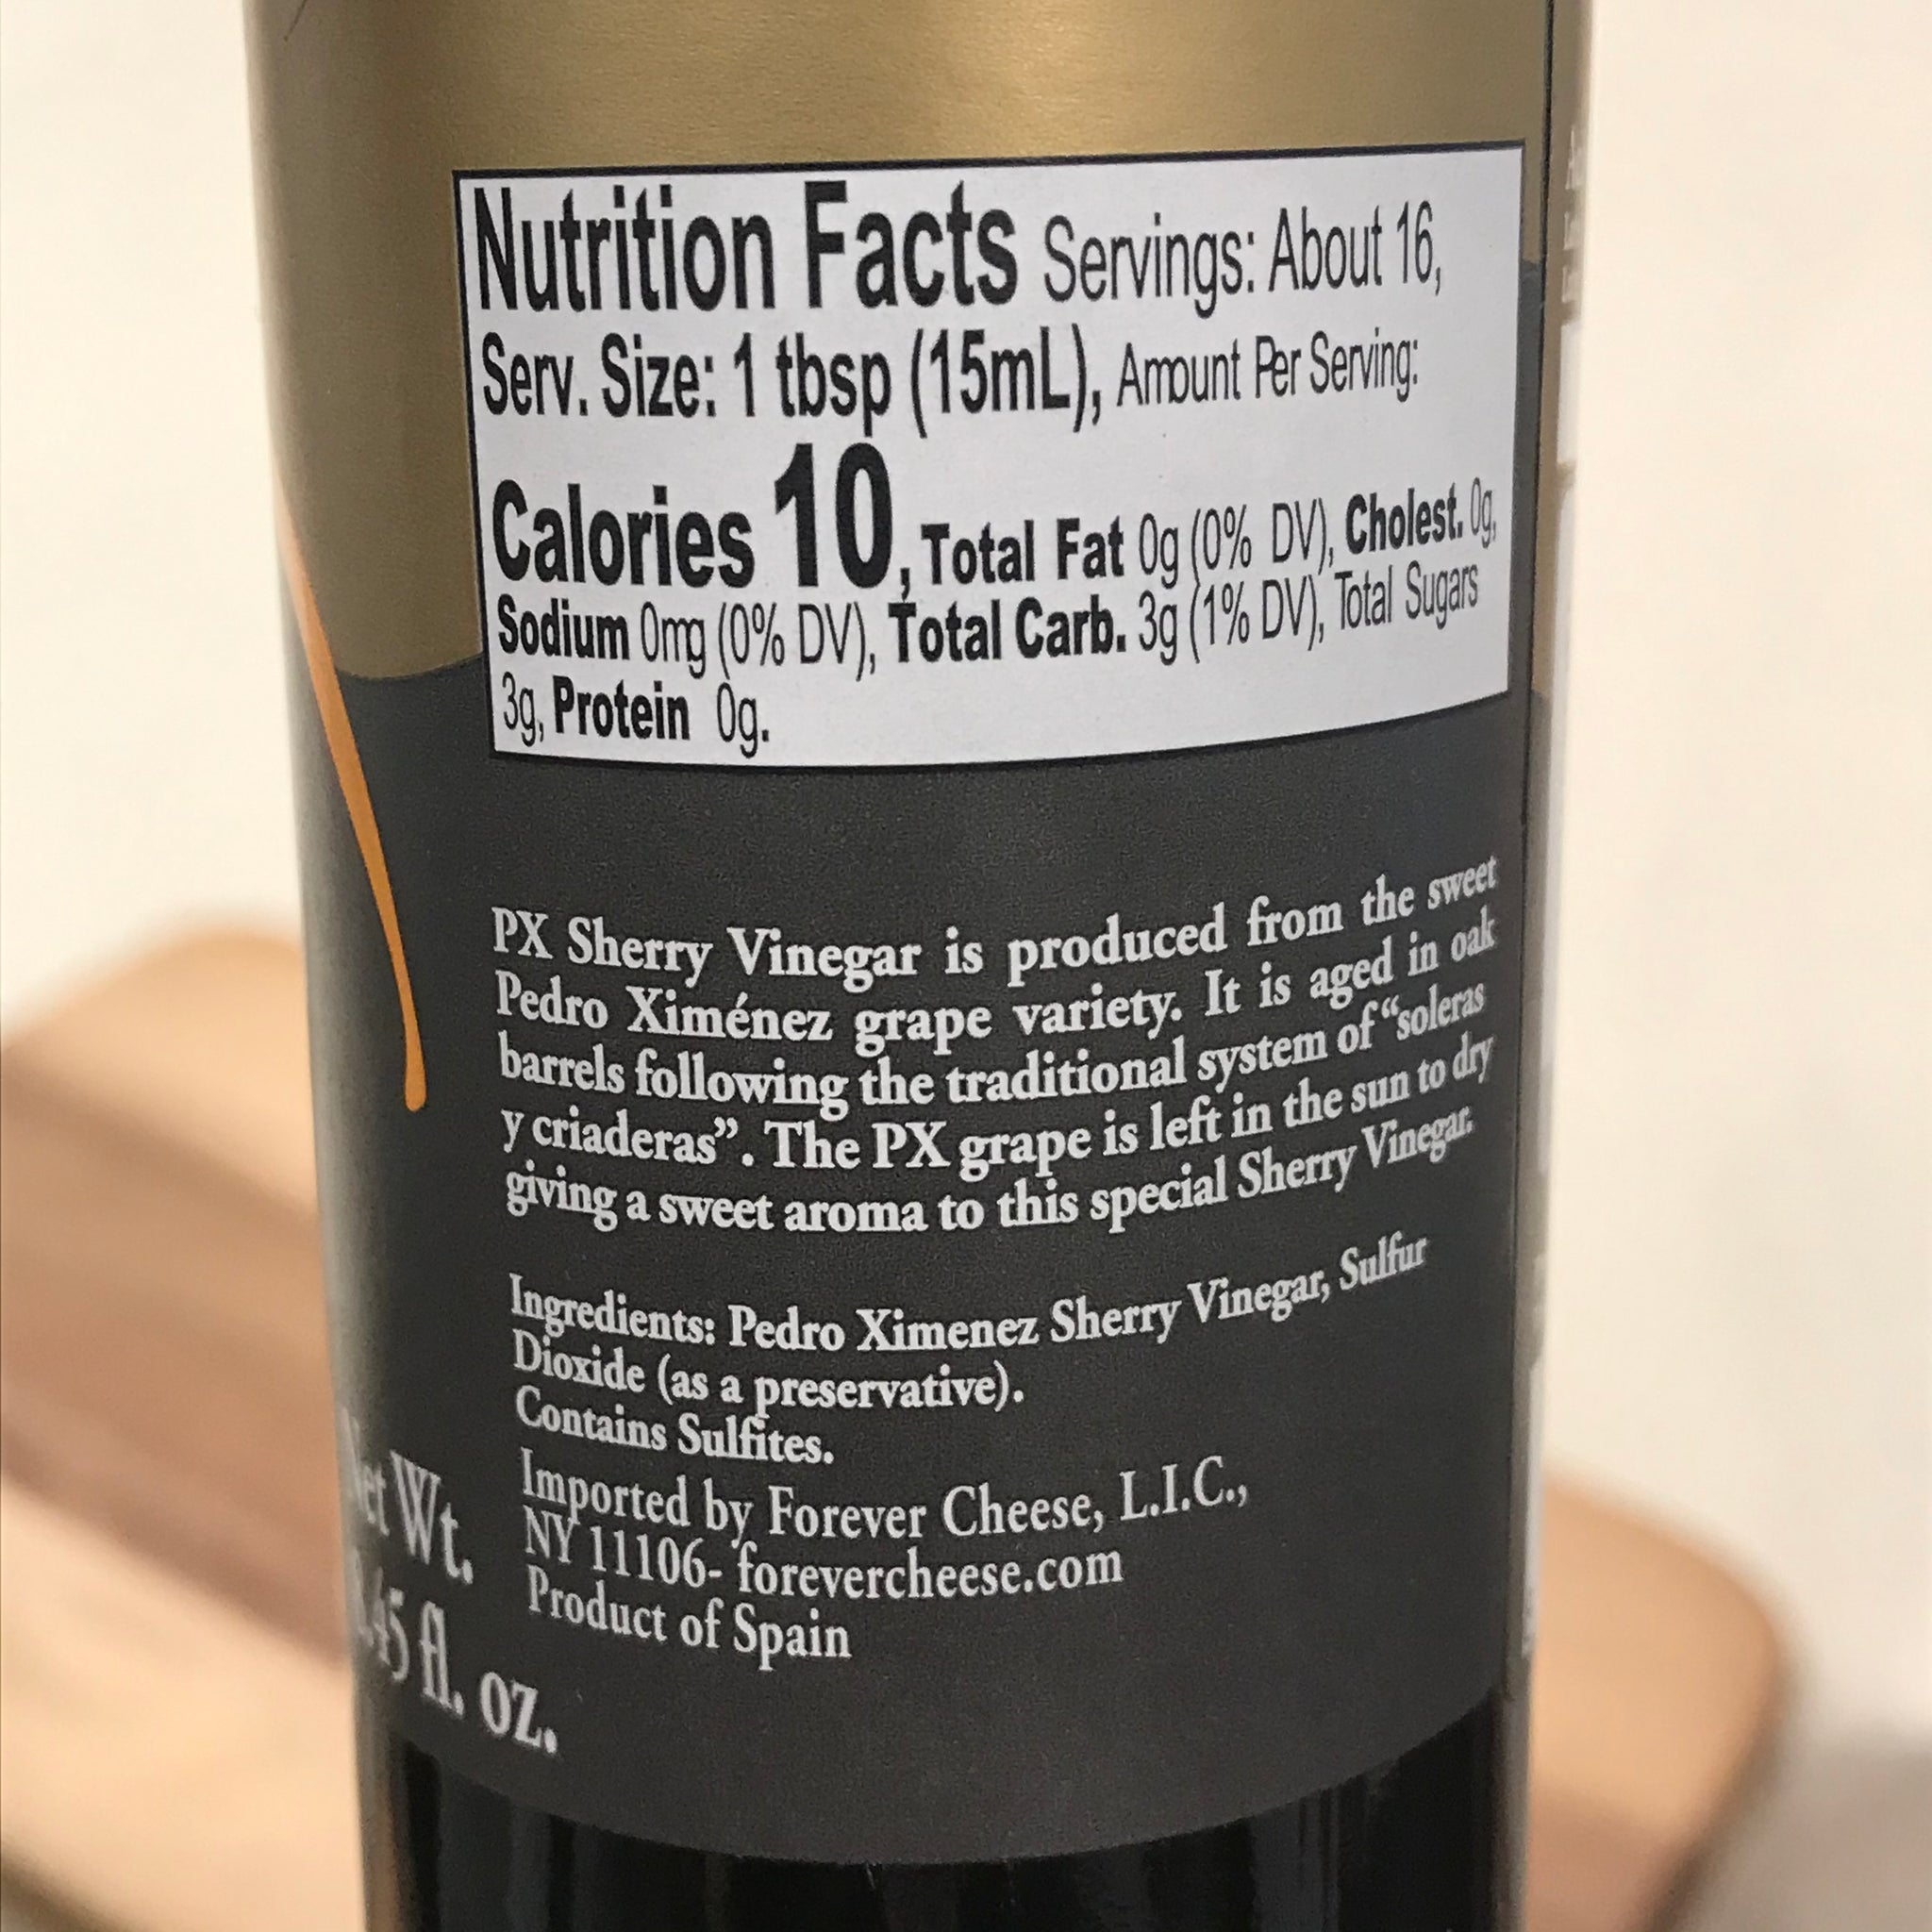 Nutrition Facts Servings: About 16,
Serv. Size: 1 tbsp (15mL), Amount Per Serving:
Calories 10, Total Fat 0g (0% DV), Cholest. 0g,
Sodium 0mg (0% DV), Total Carb. 3g (1% DV), Total Sugars
3g, Protein 0g.
PX Sherry Vinegar is produced from the sweet
Pedro Ximénez grape variety. It is aged in oak
barrels following the traditional system of “soleras
y criaderas”. The PX grape is left in the sun to dry
giving a sweet aroma to this special Sherry Vinegar.
Ingredients: Pedro Ximenez Sherry Vinegar, Sulfur
Dioxide (as a preservative).
Contains Sulfites.
Imported by Forever Cheese, L.I.C.,
NY 11106- forevercheese.com
Product of Spain
Net Wt.
fl. oz.